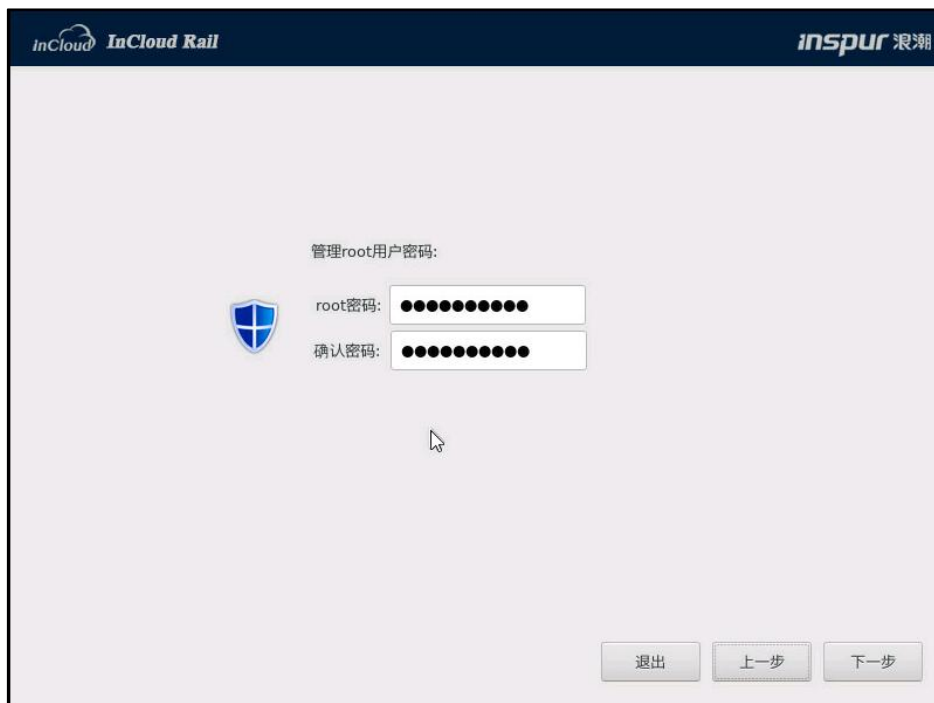 inCloud InCloud Rail
inspur 浪潮
管理root用户密码:
root密码: ●●●●●●●●●●
确认密码: ●●●●●●●●●●
退出 上一步 下一步